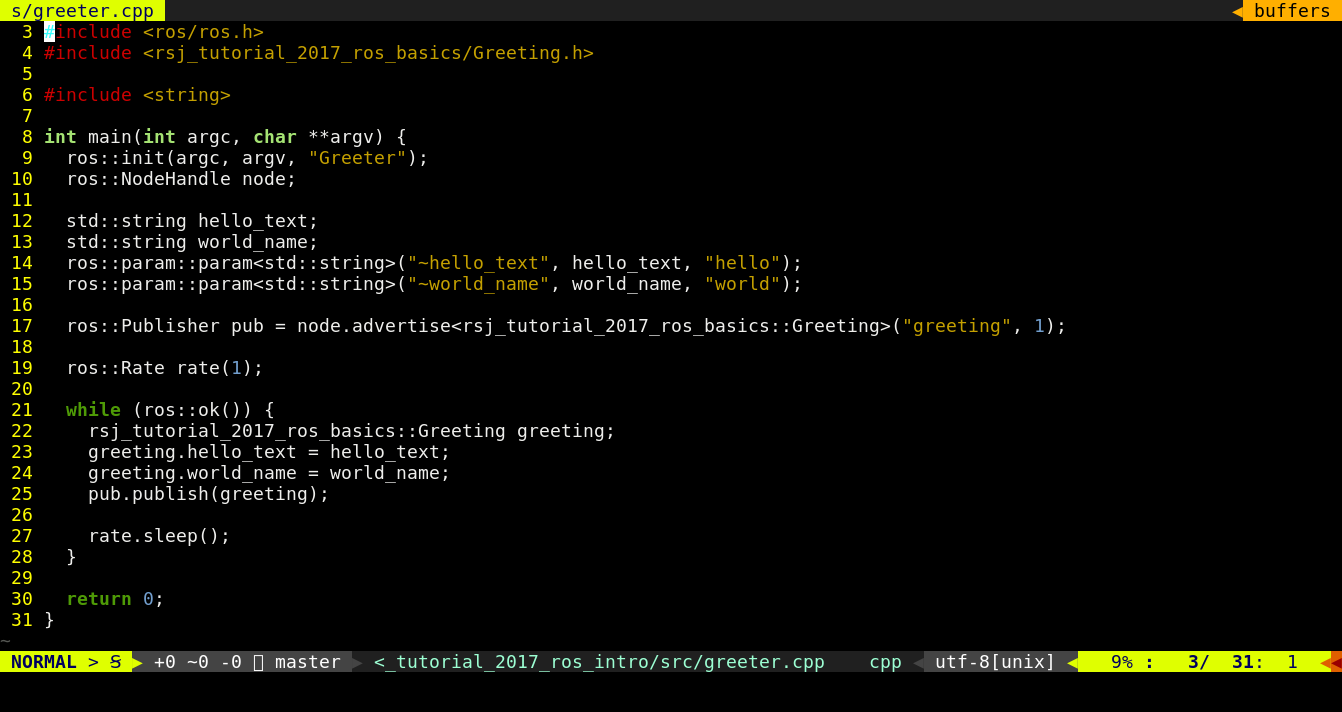 s/greeter.cpp buffers
3 #include <ros/ros.h>
4 #include <rsj_tutorial_2017_ros_basics/Greeting.h>
5
6 #include <string>
7
8 int main(int argc, char **argv) {
9   ros::init(argc, argv, "Greeter");
10   ros::NodeHandle node;
11
12   std::string hello_text;
13   std::string world_name;
14   ros::param::param<std::string>("~hello_text", hello_text, "hello");
15   ros::param::param<std::string>("~world_name", world_name, "world");
16
17   ros::Publisher pub = node.advertise<rsj_tutorial_2017_ros_basics::Greeting>("greeting", 1);
18
19   ros::Rate rate(1);
20
21   while (ros::ok()) {
22     rsj_tutorial_2017_ros_basics::Greeting greeting;
23     greeting.hello_text = hello_text;
24     greeting.world_name = world_name;
25     pub.publish(greeting);
26
27     rate.sleep();
28   }
29
30   return 0;
31 }
~
NORMAL > S +0 ~0 -0 master <_tutorial_2017_ros_intro/src/greeter.cpp cpp utf-8[unix] 9% : 3/ 31: 1